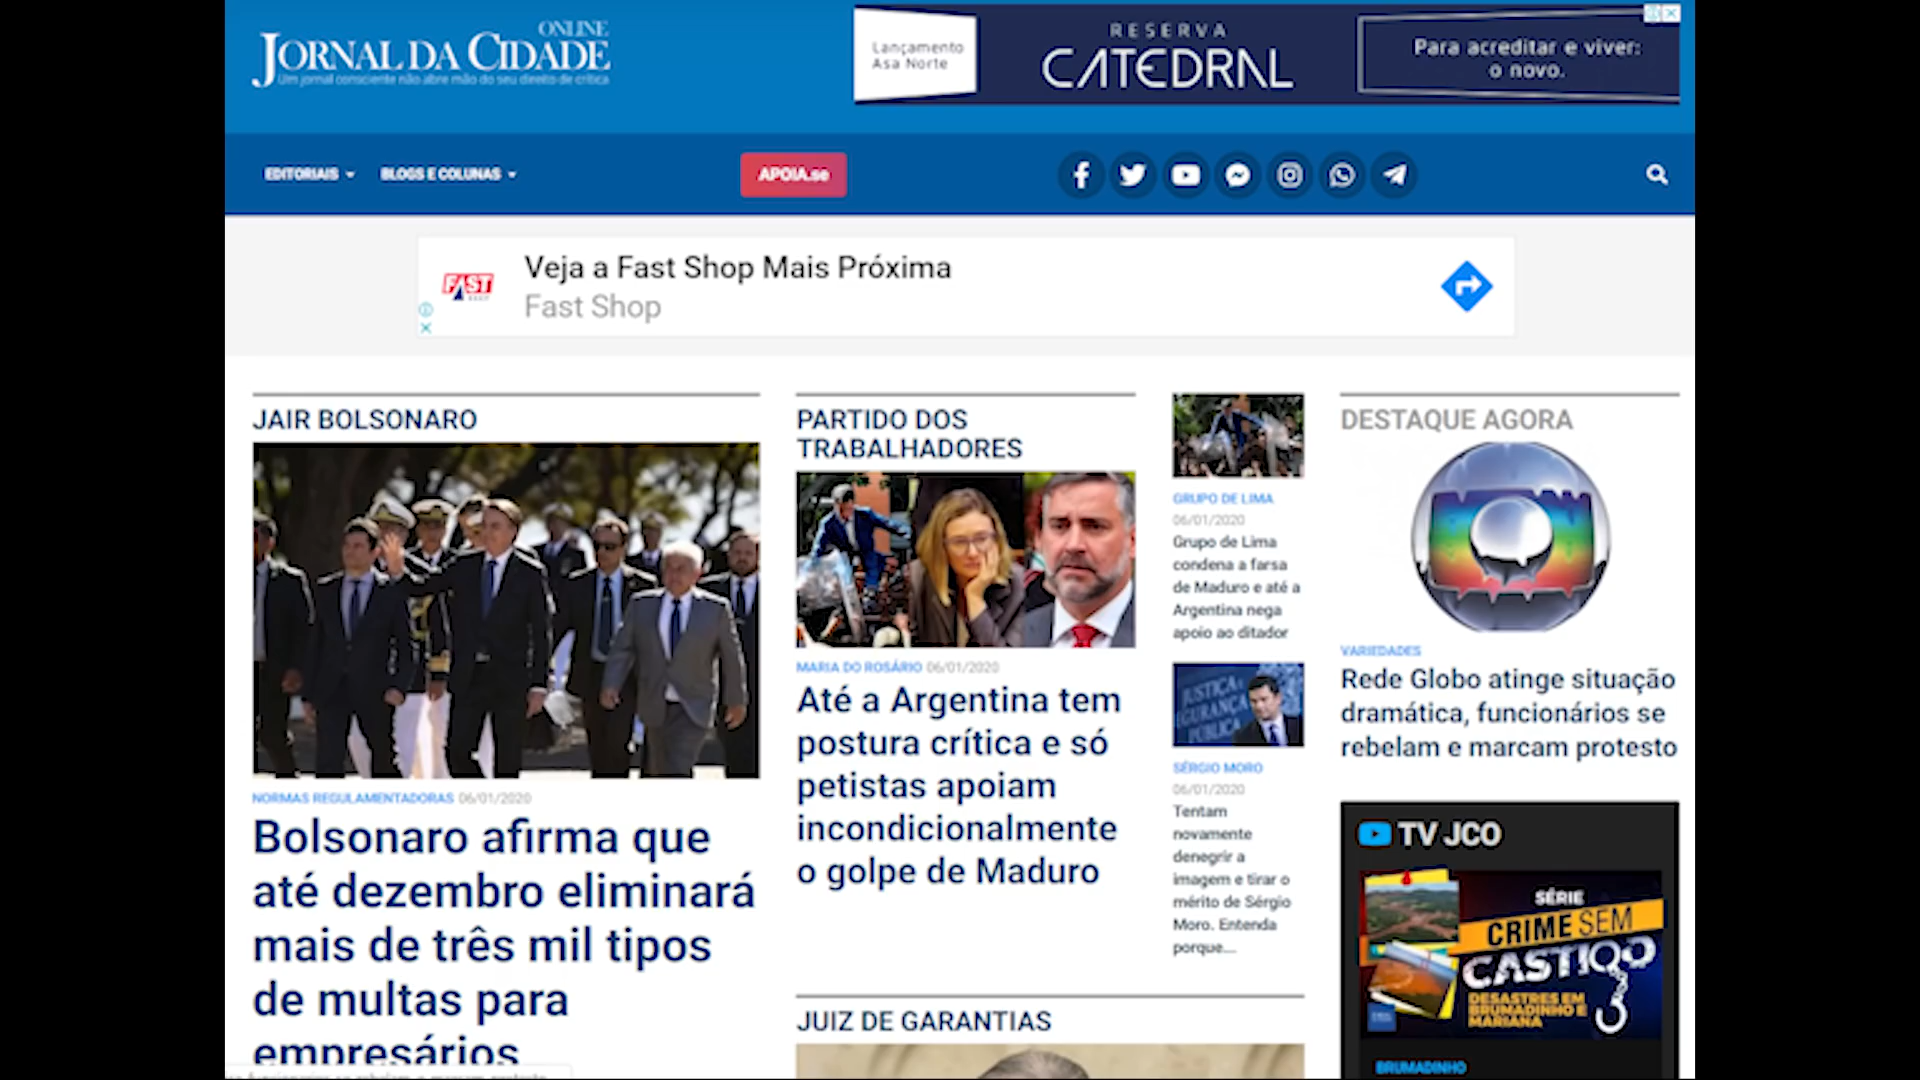 ONLINE
JORNAL DA CIDADE
Um jornal consciente não abre mão do seu direito de crítica
Lançamento
Asa Norte
RESERVA
CATEDRAL
Para acreditar e viver:
o novo.
EDITORIAIS
BLOGS E COLUNAS
APOIA.se
FAST
Veja a Fast Shop Mais Próxima
Fast Shop
JAIR BOLSONARO
NORMAS REGULAMENTADORAS 06/01/2020
Bolsonaro afirma que
até dezembro eliminará
mais de três mil tipos
de multas para
empresários
PARTIDO DOS
TRABALHADORES
MARIA DO ROSÁRIO 06/01/2020
Até a Argentina tem
postura crítica e só
petistas apoiam
incondicionalmente
o golpe de Maduro
GRUPO DE LIMA
06/01/2020
Grupo de Lima
condena a farsa
de Maduro e até a
Argentina nega
apoio ao ditador
SÉRGIO MORO
06/01/2020
Tentam
novamente
denegrir a
imagem e tirar o
mérito de Sérgio
Moro. Entenda
porque...
JUIZ DE GARANTIAS
DESTAQUE AGORA
VARIEDADES
Rede Globo atinge situação
dramática, funcionários se
rebelam e marcam protesto
TV JCO
SÉRIE
CRIME SEM
CASTIGO
DESASTRES EM
BRUMADINHO E
MARIANA
3
BRUMADINHO